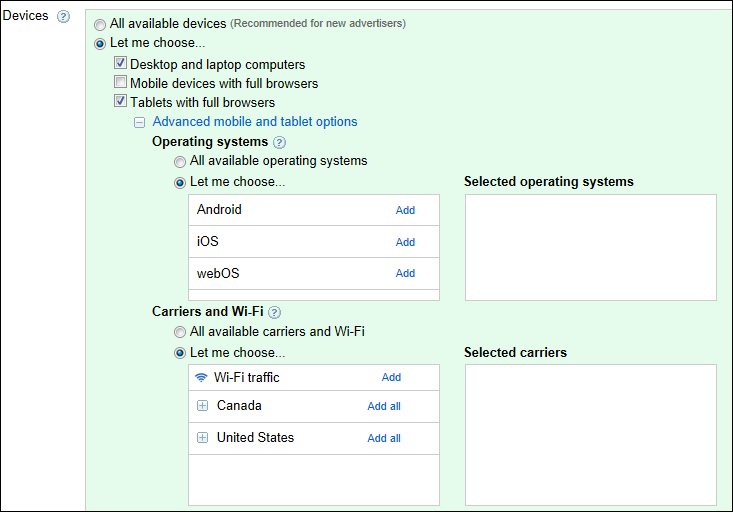 Devices ? All available devices (Recommended for new advertisers)
Let me choose...
Desktop and laptop computers
Mobile devices with full browsers
Tablets with full browsers
Advanced mobile and tablet options
Operating systems ?
All available operating systems
Let me choose... Selected operating systems
Android Add
iOS Add
webOS Add
Carriers and Wi-Fi ?
All available carriers and Wi-Fi
Let me choose... Selected carriers
Wi-Fi traffic Add
Canada Add all
United States Add all